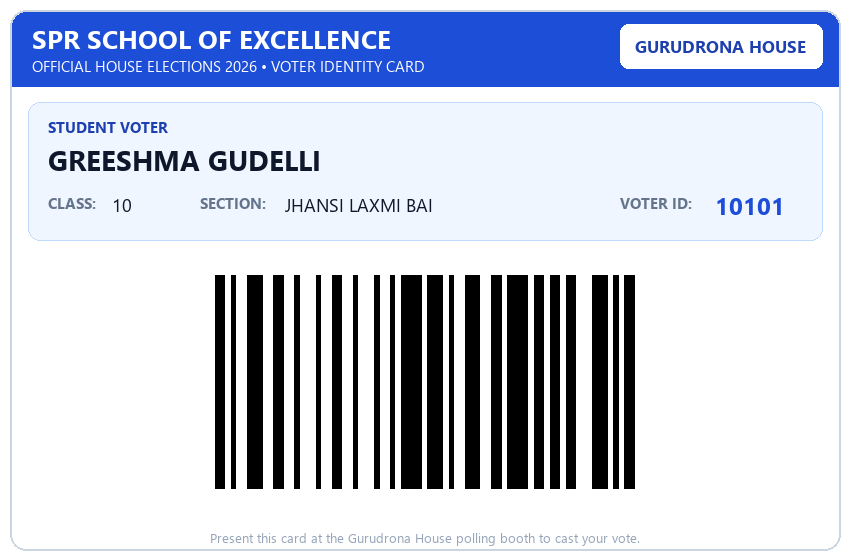 SPR SCHOOL OF EXCELLENCE
OFFICIAL HOUSE ELECTIONS 2026 • VOTER IDENTITY CARD
GURUDRONA HOUSE
STUDENT VOTER
GREESHMA GUDELLI
CLASS: 10 SECTION: JHANSI LAXMI BAI VOTER ID: 10101
Present this card at the Gurudrona House polling booth to cast your vote.